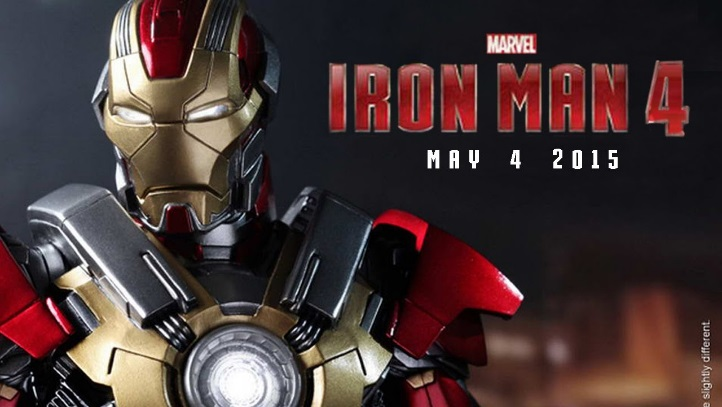 MARVEL
IRON MAN 4
MAY 4 2015
e slightly different.